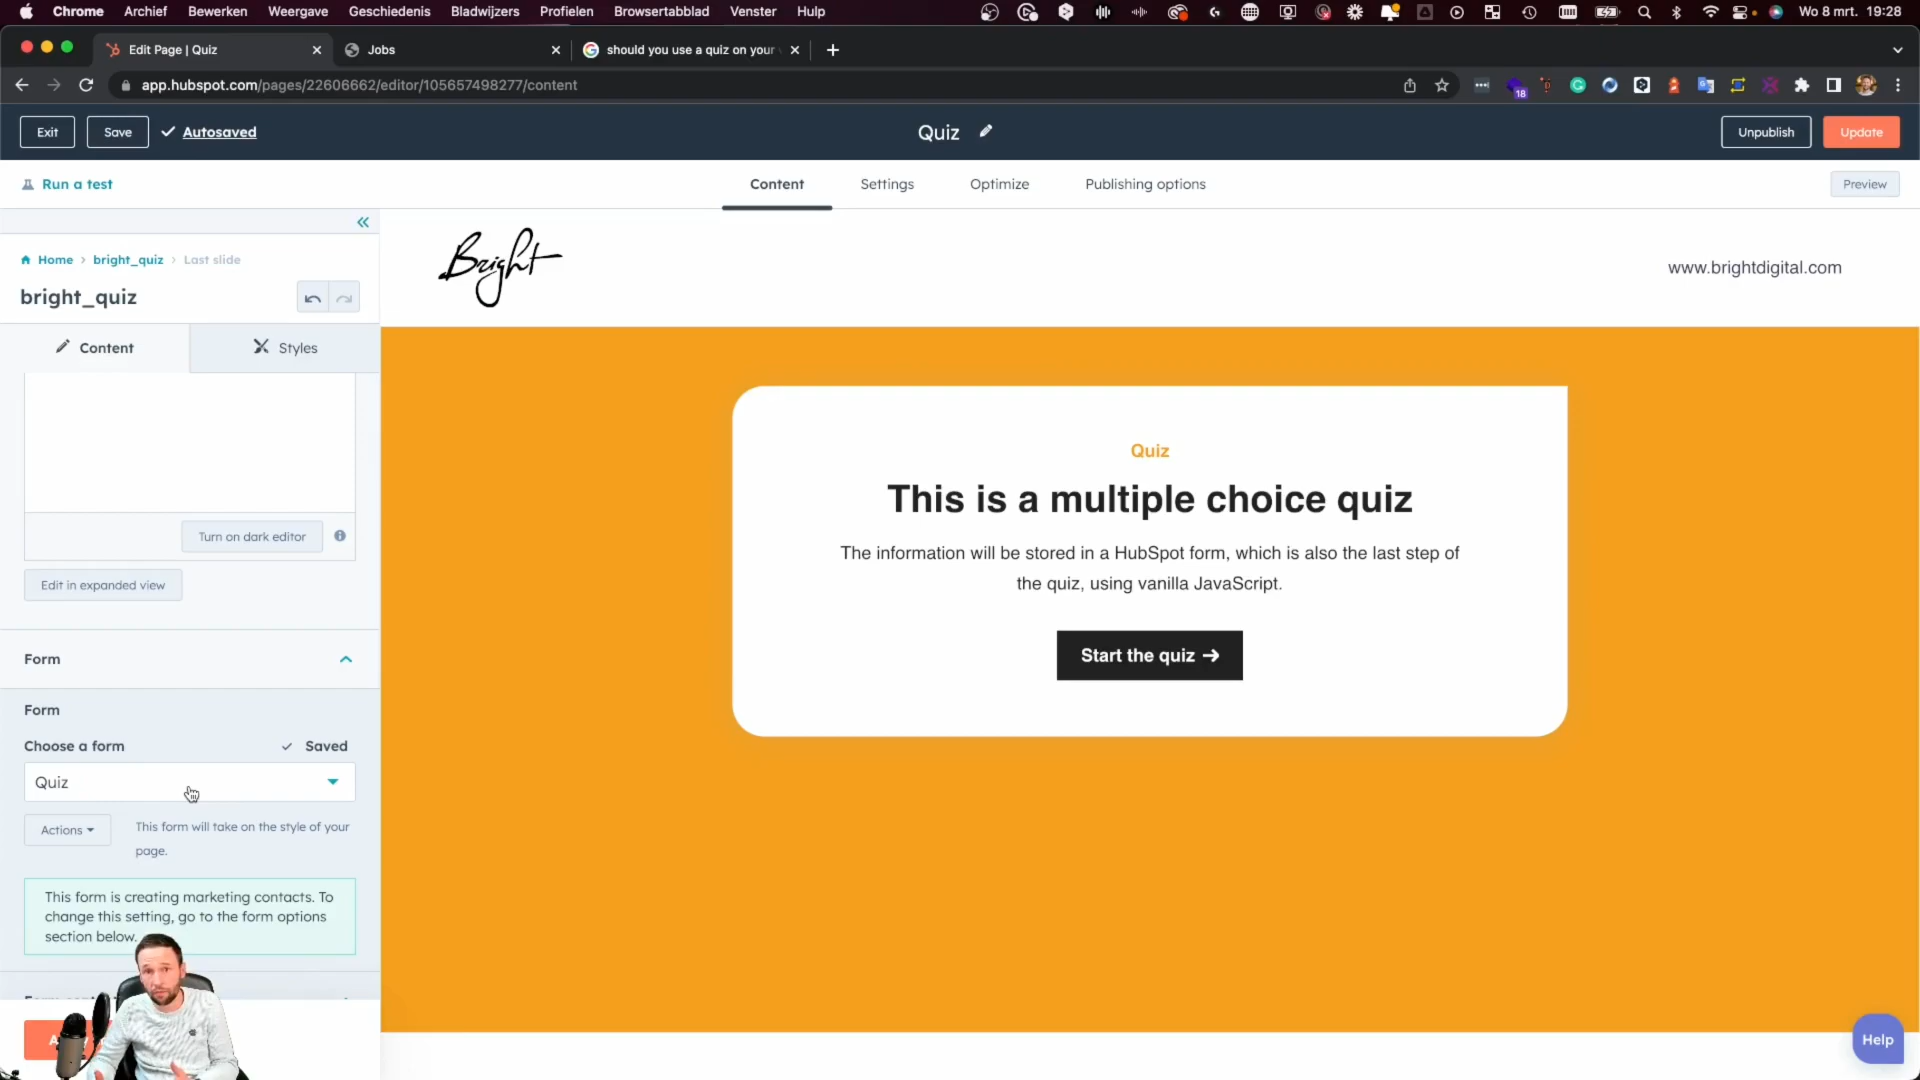 Chrome Archief Bewerken Weergave Geschiedenis Bladwijzers Profielen Browsertabblad Venster Hulp Wo 8 mrt. 19:28
Edit Page | Quiz Jobs should you use a quiz on your
app.hubspot.com/pages/22606662/editor/105657498277/content 18
Exit Save Autosaved Quiz Unpublish Update
Run a test Content Settings Optimize Publishing options Preview
Home > bright_quiz > Last slide
bright_quiz
Content Styles
Turn on dark editor
Edit in expanded view
Form
Form
Choose a form Saved
Quiz
Actions
This form will take on the style of your
page.
This form is creating marketing contacts. To
change this setting, go to the form options
section below.
Bright
www.brightdigital.com
Quiz
This is a multiple choice quiz
The information will be stored in a HubSpot form, which is also the last step of
the quiz, using vanilla JavaScript.
Start the quiz →
Help